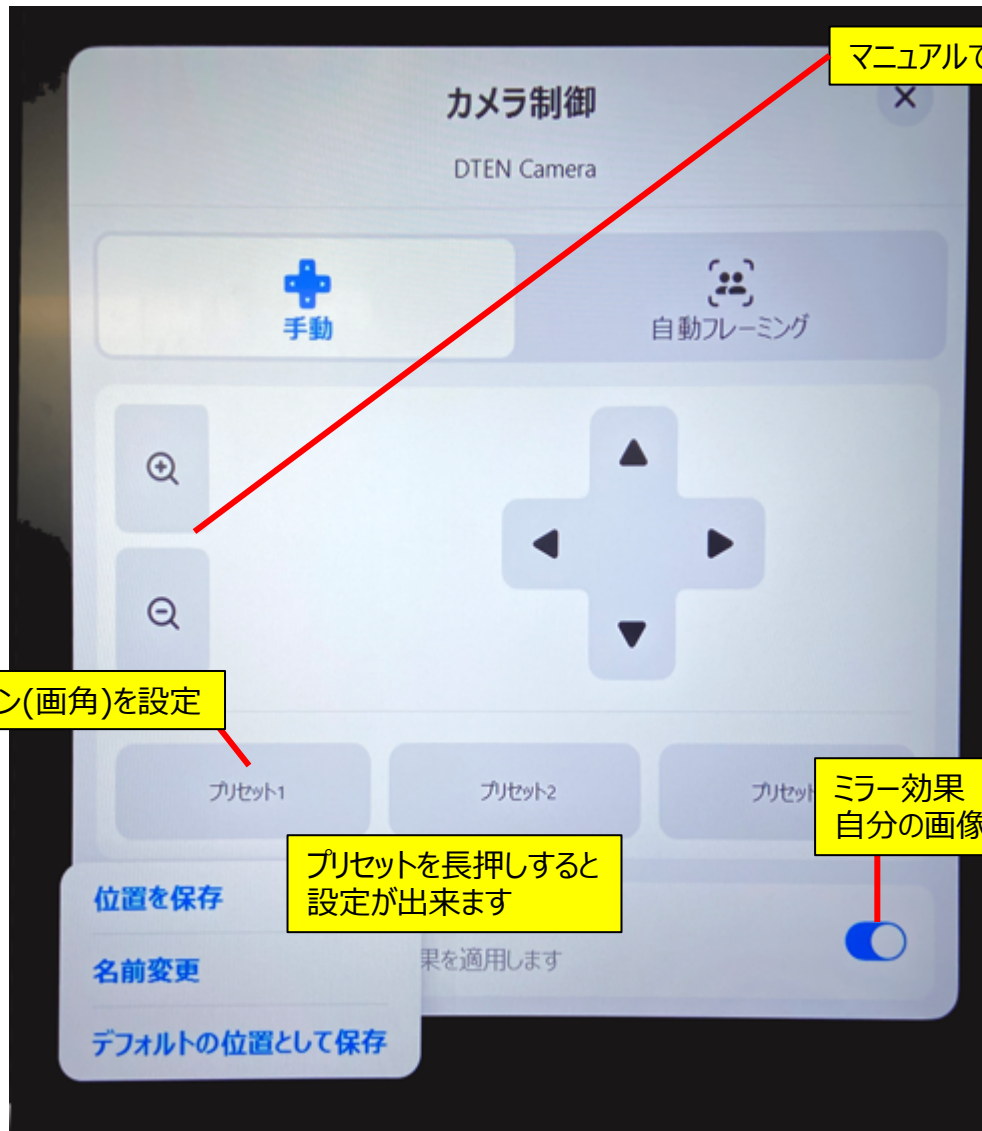 マニュアルで
カメラ制御
DTEN Camera
手動
自動フレーミング
ン(画角)を設定
プリセット1
プリセット2
プリセット
ミラー効果
自分の画像
プリセットを長押しすると
設定が出来ます
位置を保存
果を適用します
名前変更
デフォルトの位置として保存